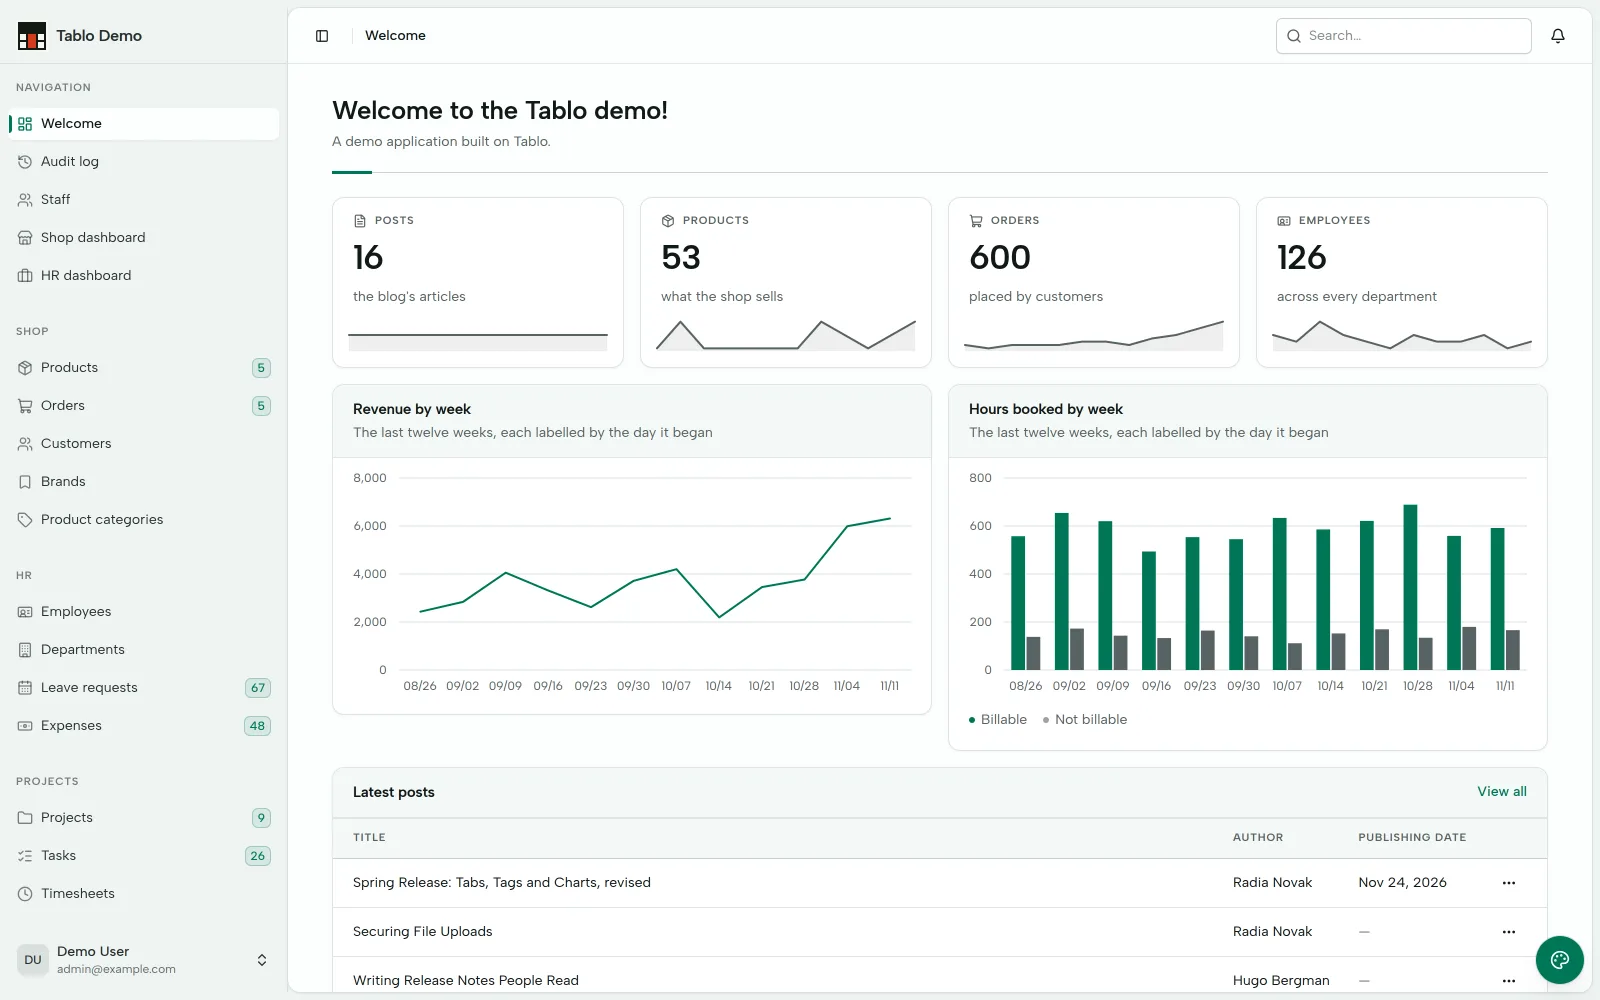 Tablo Demo
NAVIGATION
Welcome
Audit log
Staff
Shop dashboard
HR dashboard
SHOP
Products 5
Orders 5
Customers
Brands
Product categories
HR
Employees
Departments
Leave requests 67
Expenses 48
PROJECTS
Projects 9
Tasks 26
Timesheets
DU
Demo User
admin@example.com
Welcome
Search...
Welcome to the Tablo demo!
A demo application built on Tablo.
POSTS
16
the blog's articles
PRODUCTS
53
what the shop sells
ORDERS
600
placed by customers
EMPLOYEES
126
across every department
Revenue by week
The last twelve weeks, each labelled by the day it began
8,000
6,000
4,000
2,000
0
08/26 09/02 09/09 09/16 09/23 09/30 10/07 10/14 10/21 10/28 11/04 11/11
Hours booked by week
The last twelve weeks, each labelled by the day it began
800
600
400
200
0
08/26 09/02 09/09 09/16 09/23 09/30 10/07 10/14 10/21 10/28 11/04 11/11
Billable Not billable
Latest posts View all
TITLE AUTHOR PUBLISHING DATE
Spring Release: Tabs, Tags and Charts, revised Radia Novak Nov 24, 2026
Securing File Uploads Radia Novak —
Writing Release Notes People Read Hugo Bergman —